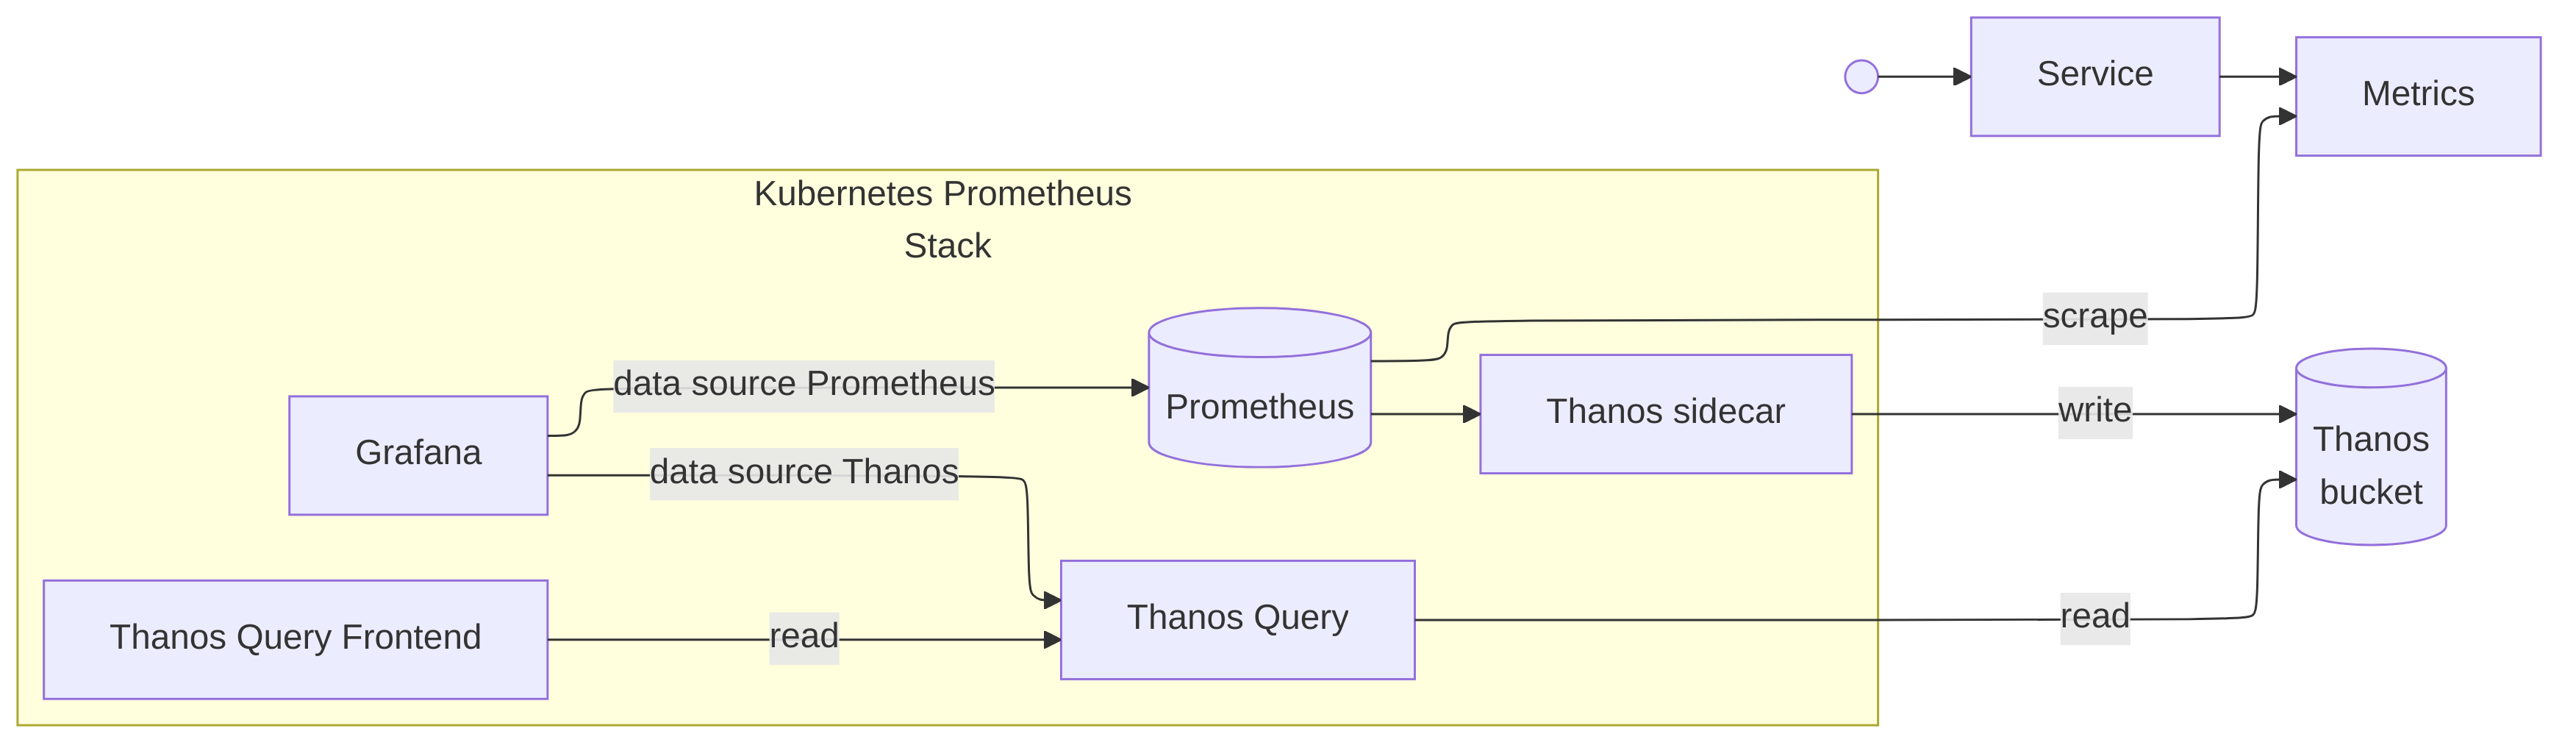 Service
Metrics
Kubernetes Prometheus
Stack
scrape
data source Prometheus
Prometheus
Thanos sidecar
write
Thanos
bucket
Grafana
data source Thanos
Thanos Query Frontend
read
Thanos Query
read